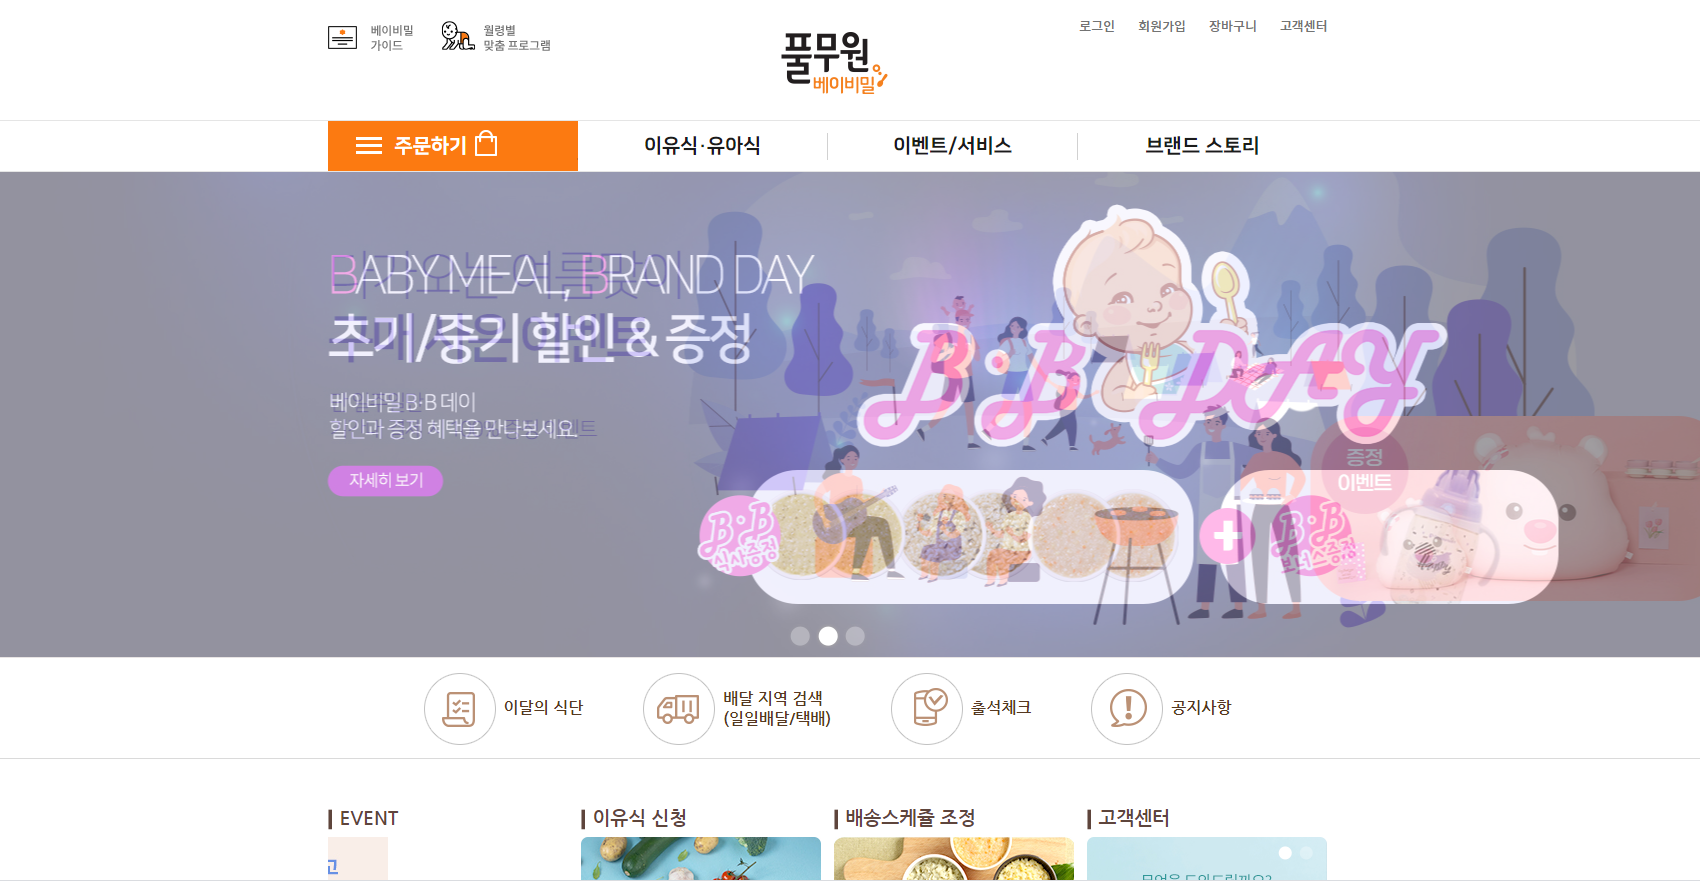 베이비밀
가이드
월령별
맞춤 프로그램
풀무원
베이비밀
로그인
회원가입
장바구니
고객센터
주문하기
이유식·유아식
이벤트/서비스
브랜드 스토리
BABY MEAL, BRAND DAY
초기/중기 할인 & 증정
베이비밀 B·B 데이
할인과 증정 혜택을 만나보세요.
자세히 보기
B·B DAY
증정
이벤트
B·B
식사증정
+
B·B
보너스증정
이달의 식단
배달 지역 검색
(일일배달/택배)
출석체크
공지사항
EVENT
이유식 신청
배송스케쥴 조정
고객센터
고